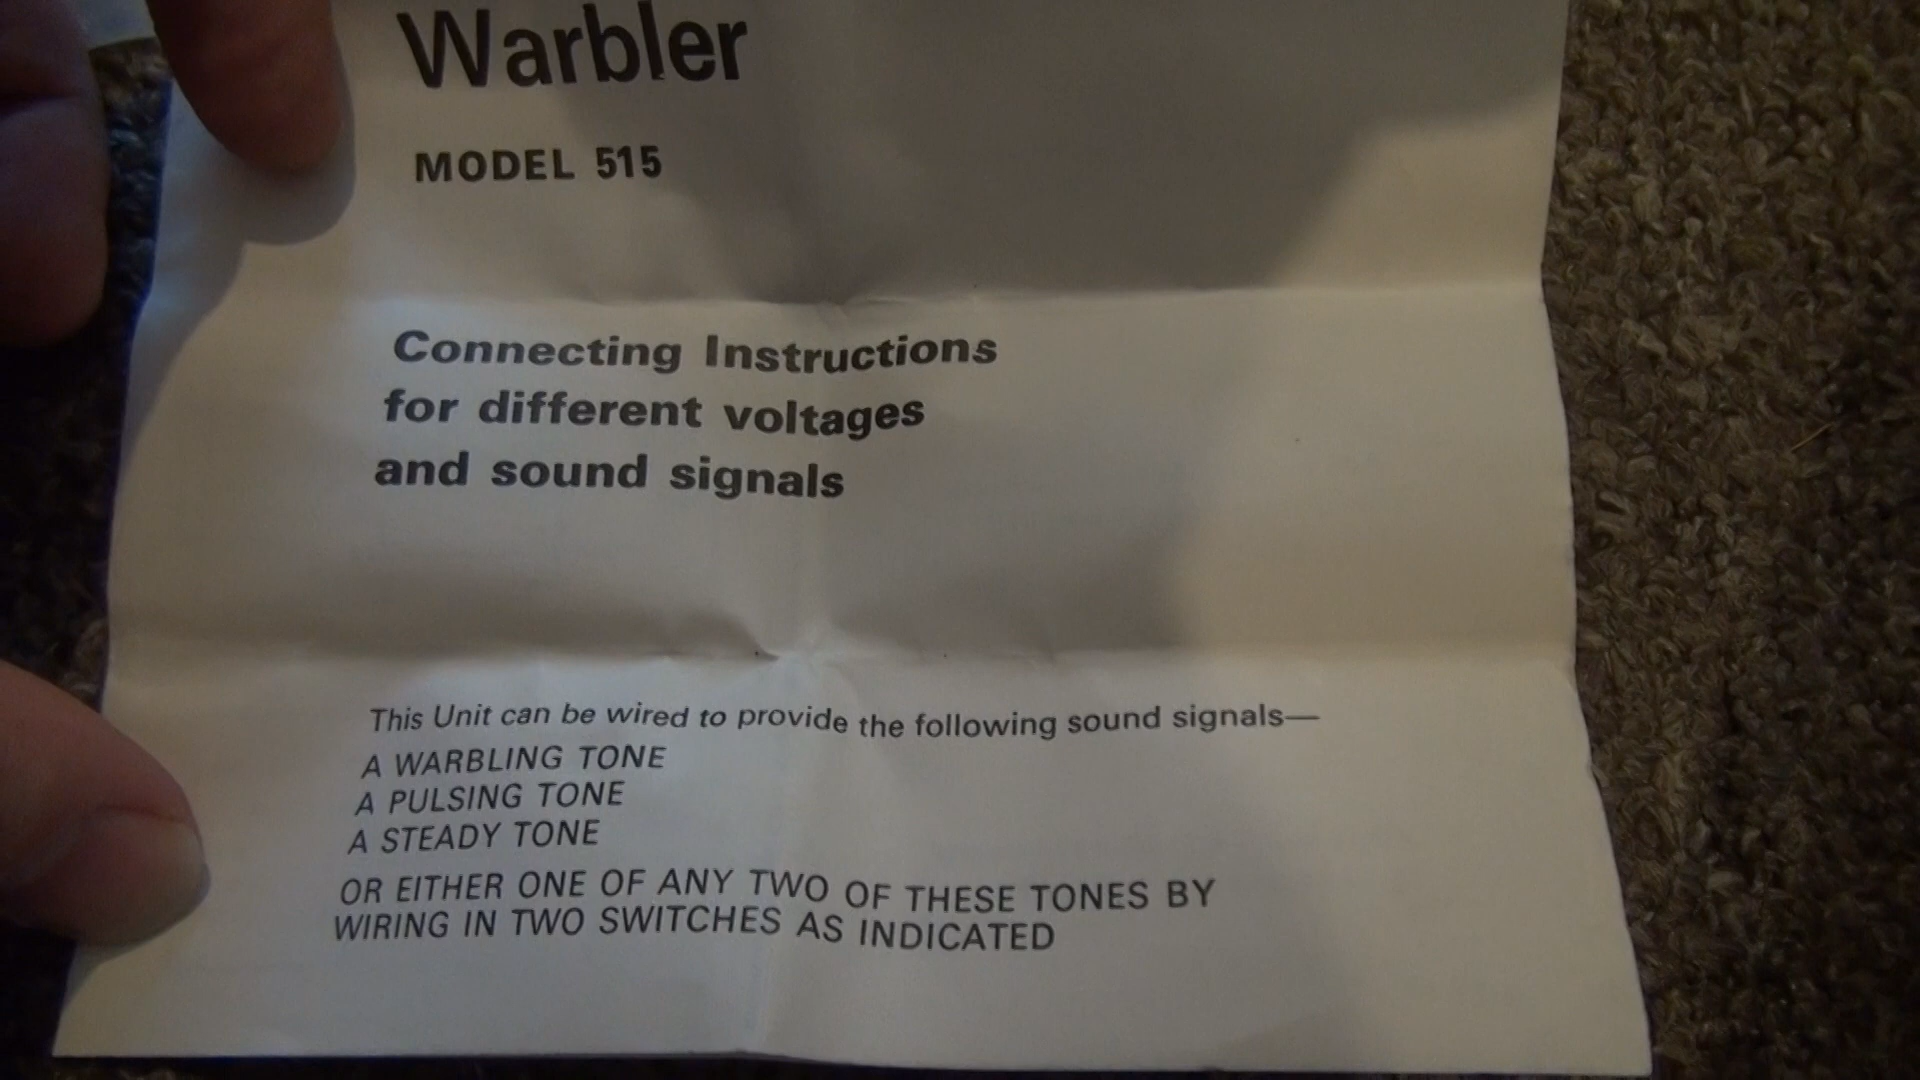 Warbler
MODEL 515
Connecting Instructions
for different voltages
and sound signals
This Unit can be wired to provide the following sound signals—
A WARBLING TONE
A PULSING TONE
A STEADY TONE
OR EITHER ONE OF ANY TWO OF THESE TONES BY
WIRING IN TWO SWITCHES AS INDICATED